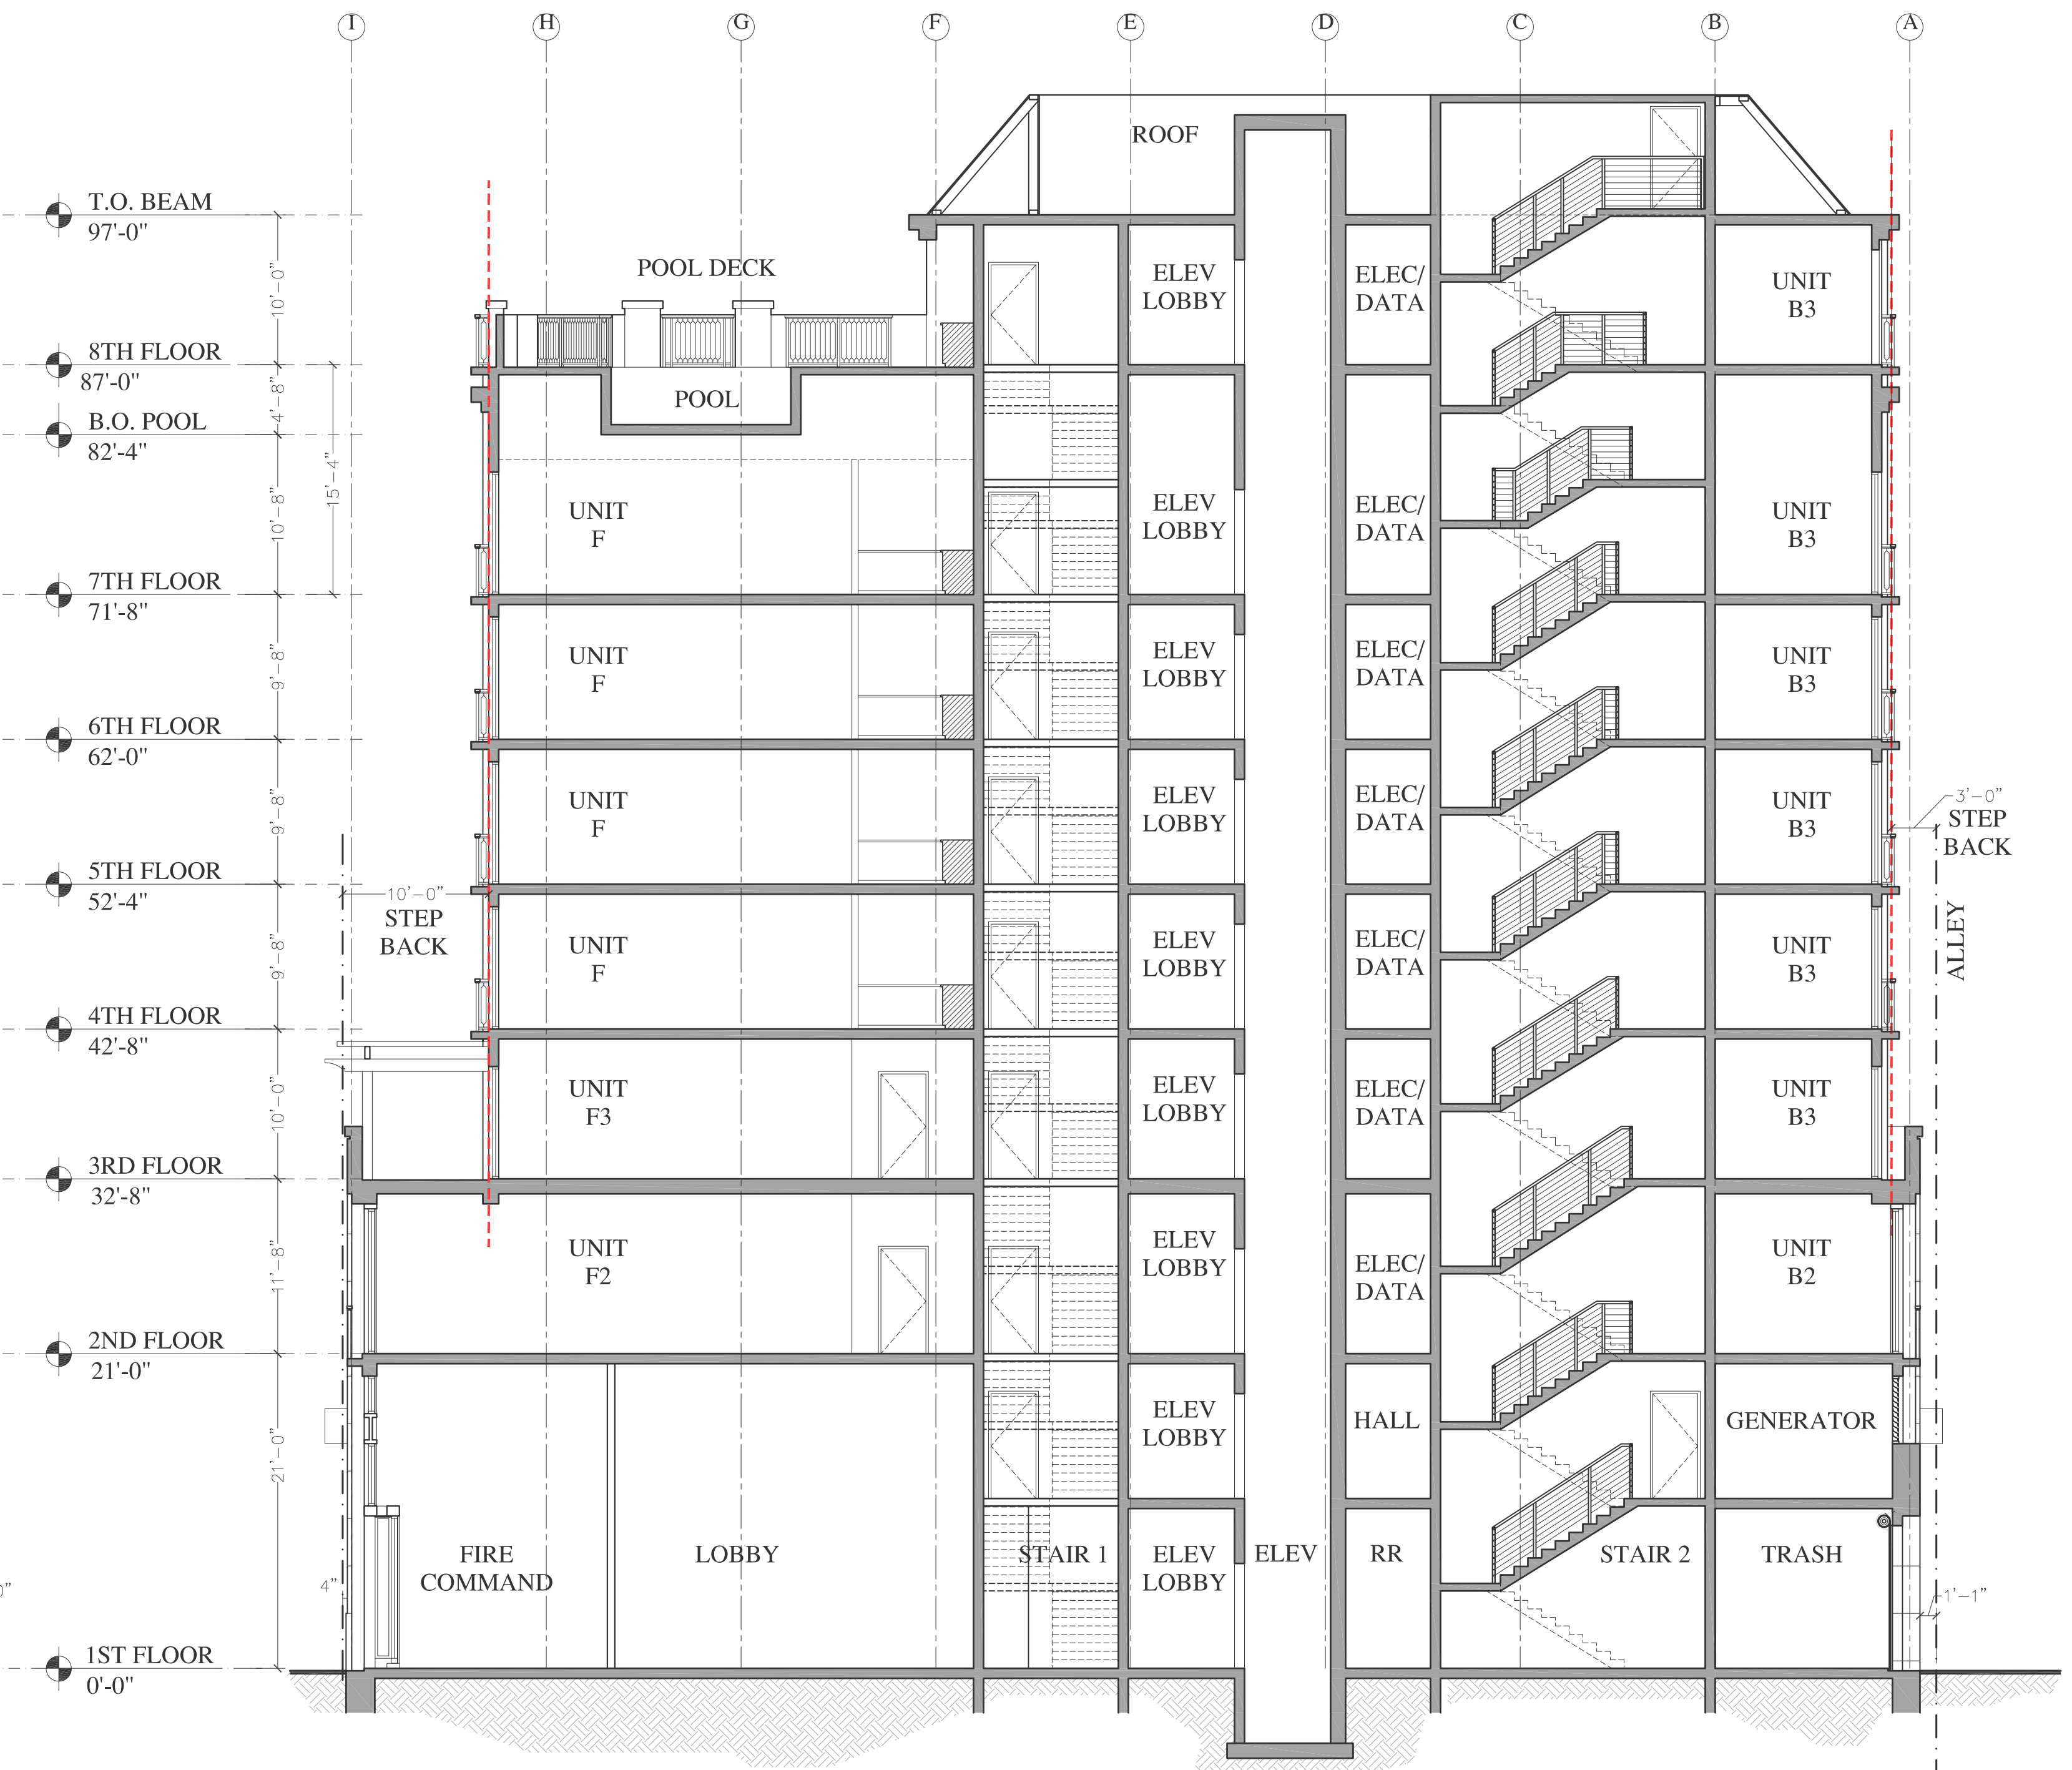 I
H
G
F
E
D
C
B
A
ROOF
T.O. BEAM
97'-0"
10'-0"
POOL DECK
ELEV
LOBBY
ELEC/
DATA
UNIT
B3
8TH FLOOR
87'-0"
4'-8"
POOL
B.O. POOL
82'-4"
15'-4"
10'-8"
UNIT
F
ELEV
LOBBY
ELEC/
DATA
UNIT
B3
7TH FLOOR
71'-8"
9'-8"
UNIT
F
ELEV
LOBBY
ELEC/
DATA
UNIT
B3
6TH FLOOR
62'-0"
9'-8"
UNIT
F
ELEV
LOBBY
ELEC/
DATA
UNIT
B3
3'-0"
STEP
BACK
5TH FLOOR
52'-4"
10'-0"
STEP
BACK
9'-8"
UNIT
F
ELEV
LOBBY
ELEC/
DATA
UNIT
B3
ALLEY
4TH FLOOR
42'-8"
10'-0"
UNIT
F3
ELEV
LOBBY
ELEC/
DATA
UNIT
B3
3RD FLOOR
32'-8"
11'-8"
UNIT
F2
ELEV
LOBBY
ELEC/
DATA
UNIT
B2
2ND FLOOR
21'-0"
21'-0"
ELEV
LOBBY
HALL
GENERATOR
FIRE
COMMAND
LOBBY
STAIR 1
ELEV
LOBBY
ELEV
RR
STAIR 2
TRASH
4"
1'-1"
1ST FLOOR
0'-0"